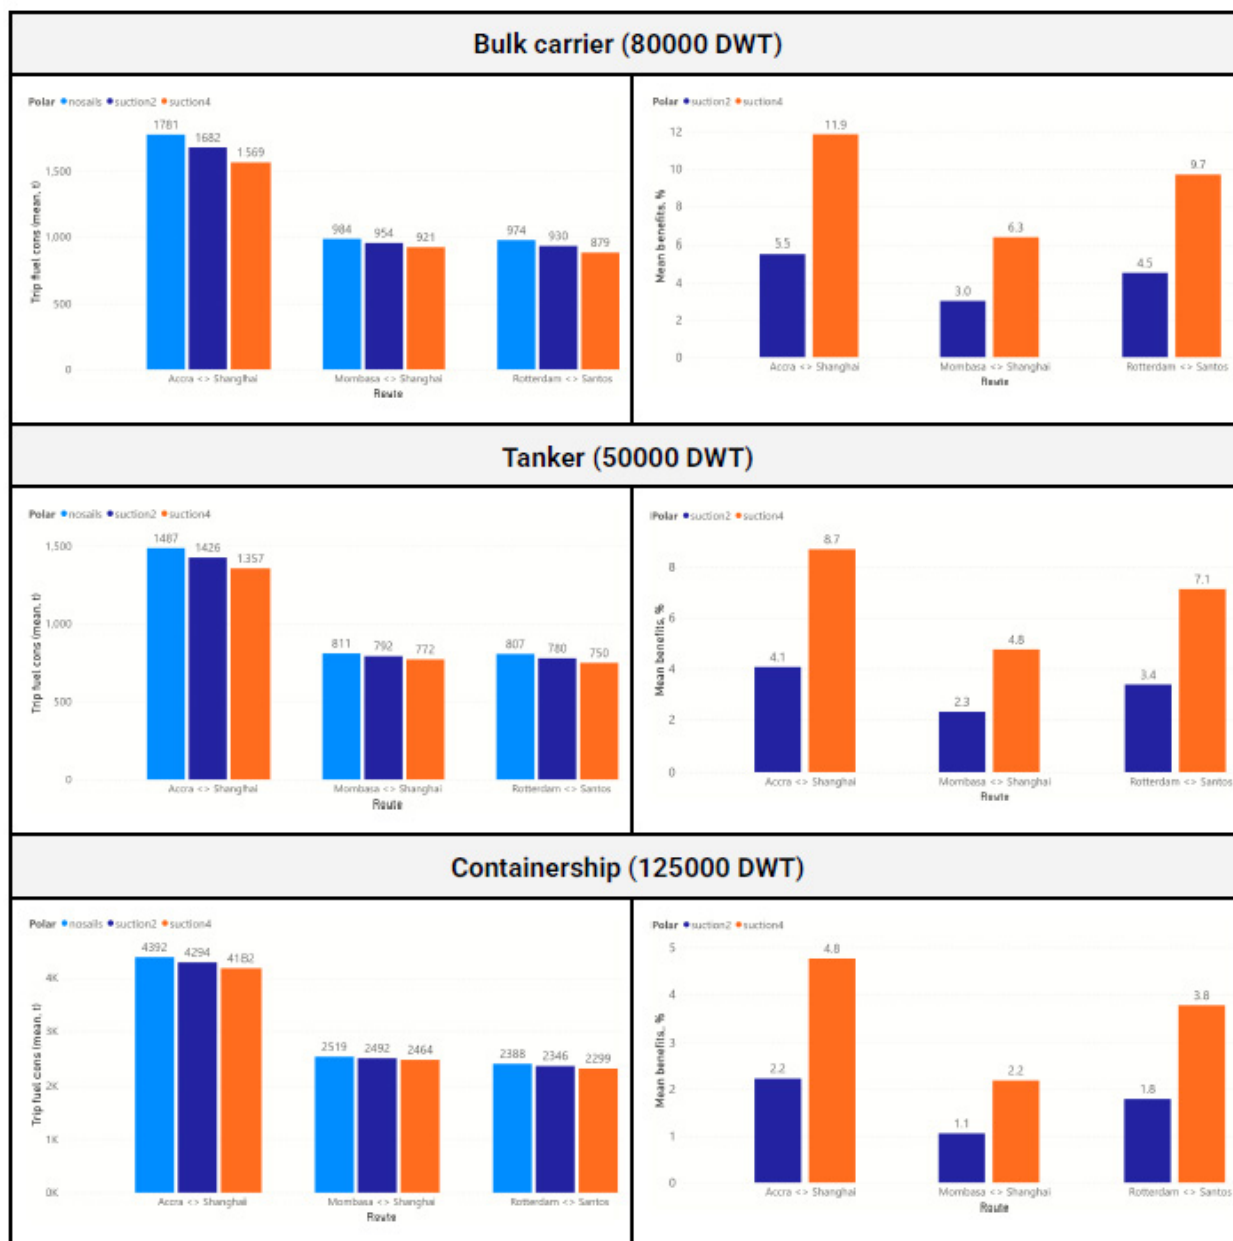 Bulk carrier (80000 DWT)
Polar nosails suction2 suction4
1781
1682
1569
1,500
984 954 921
974 930 879
1,000
500
0
Trip fuel cons (mean, t)
Accra <> Shanghai Mombasa <> Shanghai Rotterdam <> Santos
Route
Polar suction2 suction4
12
10
8
6
4
2
0
Mean benefits, %
5.5 11.9
3.0 6.3
4.5 9.7
Accra <> Shanghai Mombasa <> Shanghai Rotterdam <> Santos
Route
Tanker (50000 DWT)
Polar nosails suction2 suction4
1487
1426
1357
1,500
1,000
811 792 772
807 780 750
500
0
Trip fuel cons (mean, t)
Accra <> Shanghai Mombasa <> Shanghai Rotterdam <> Santos
Route
Polar suction2 suction4
8
6
4
2
0
Mean benefits, %
4.1 8.7
2.3 4.8
3.4 7.1
Accra <> Shanghai Mombasa <> Shanghai Rotterdam <> Santos
Route
Containership (125000 DWT)
Polar nosails suction2 suction4
4392 4294 4182
4K
3K
2519 2492 2464
2388 2346 2299
2K
1K
0K
Trip fuel cons (mean, t)
Accra <> Shanghai Mombasa <> Shanghai Rotterdam <> Santos
Route
Polar suction2 suction4
5
4
3
2
1
0
Mean benefits, %
2.2 4.8
1.1 2.2
1.8 3.8
Accra <> Shanghai Mombasa <> Shanghai Rotterdam <> Santos
Route